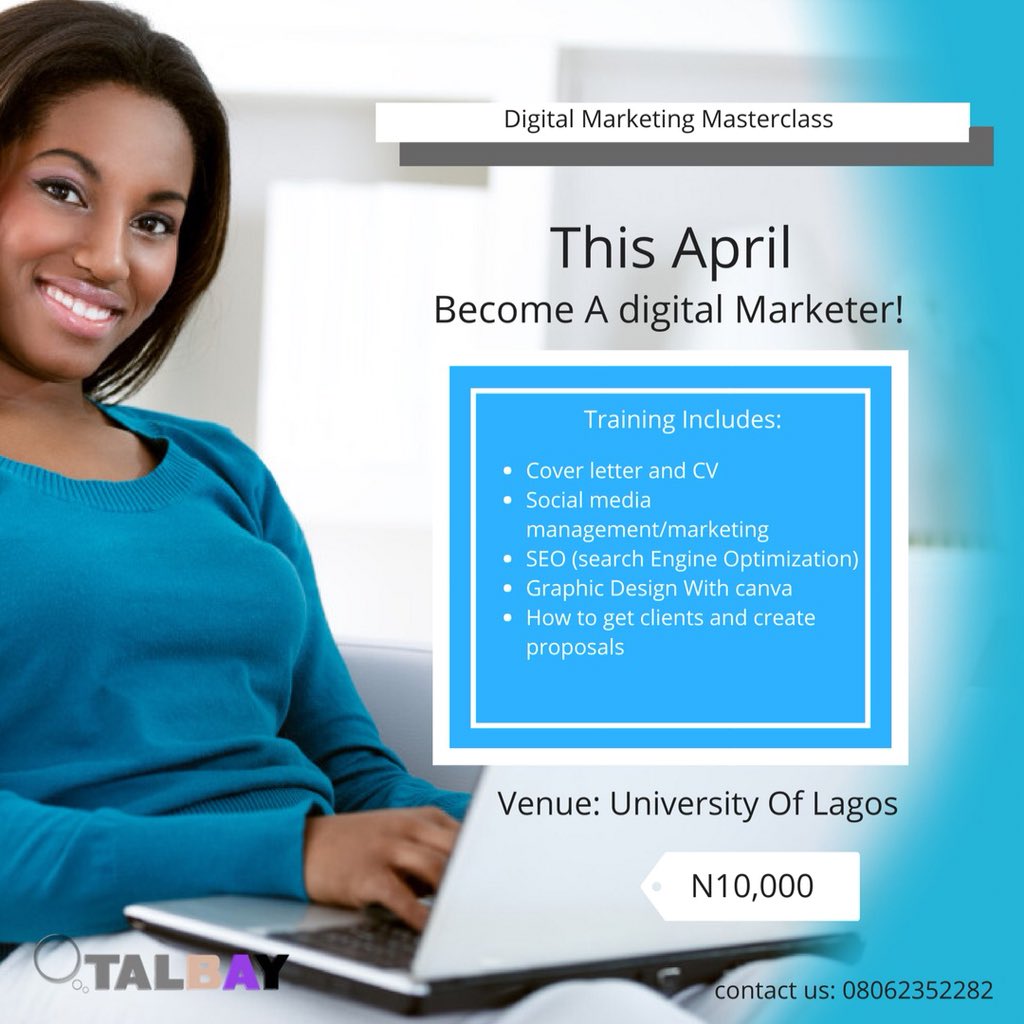 Digital Marketing Masterclass
This April
Become A digital Marketer!
Training Includes:
• Cover letter and CV
• Social media
management/marketing
• SEO (search Engine Optimization)
• Graphic Design With canva
• How to get clients and create
proposals
Venue: University Of Lagos
N10,000
TALBAY
contact us: 08062352282